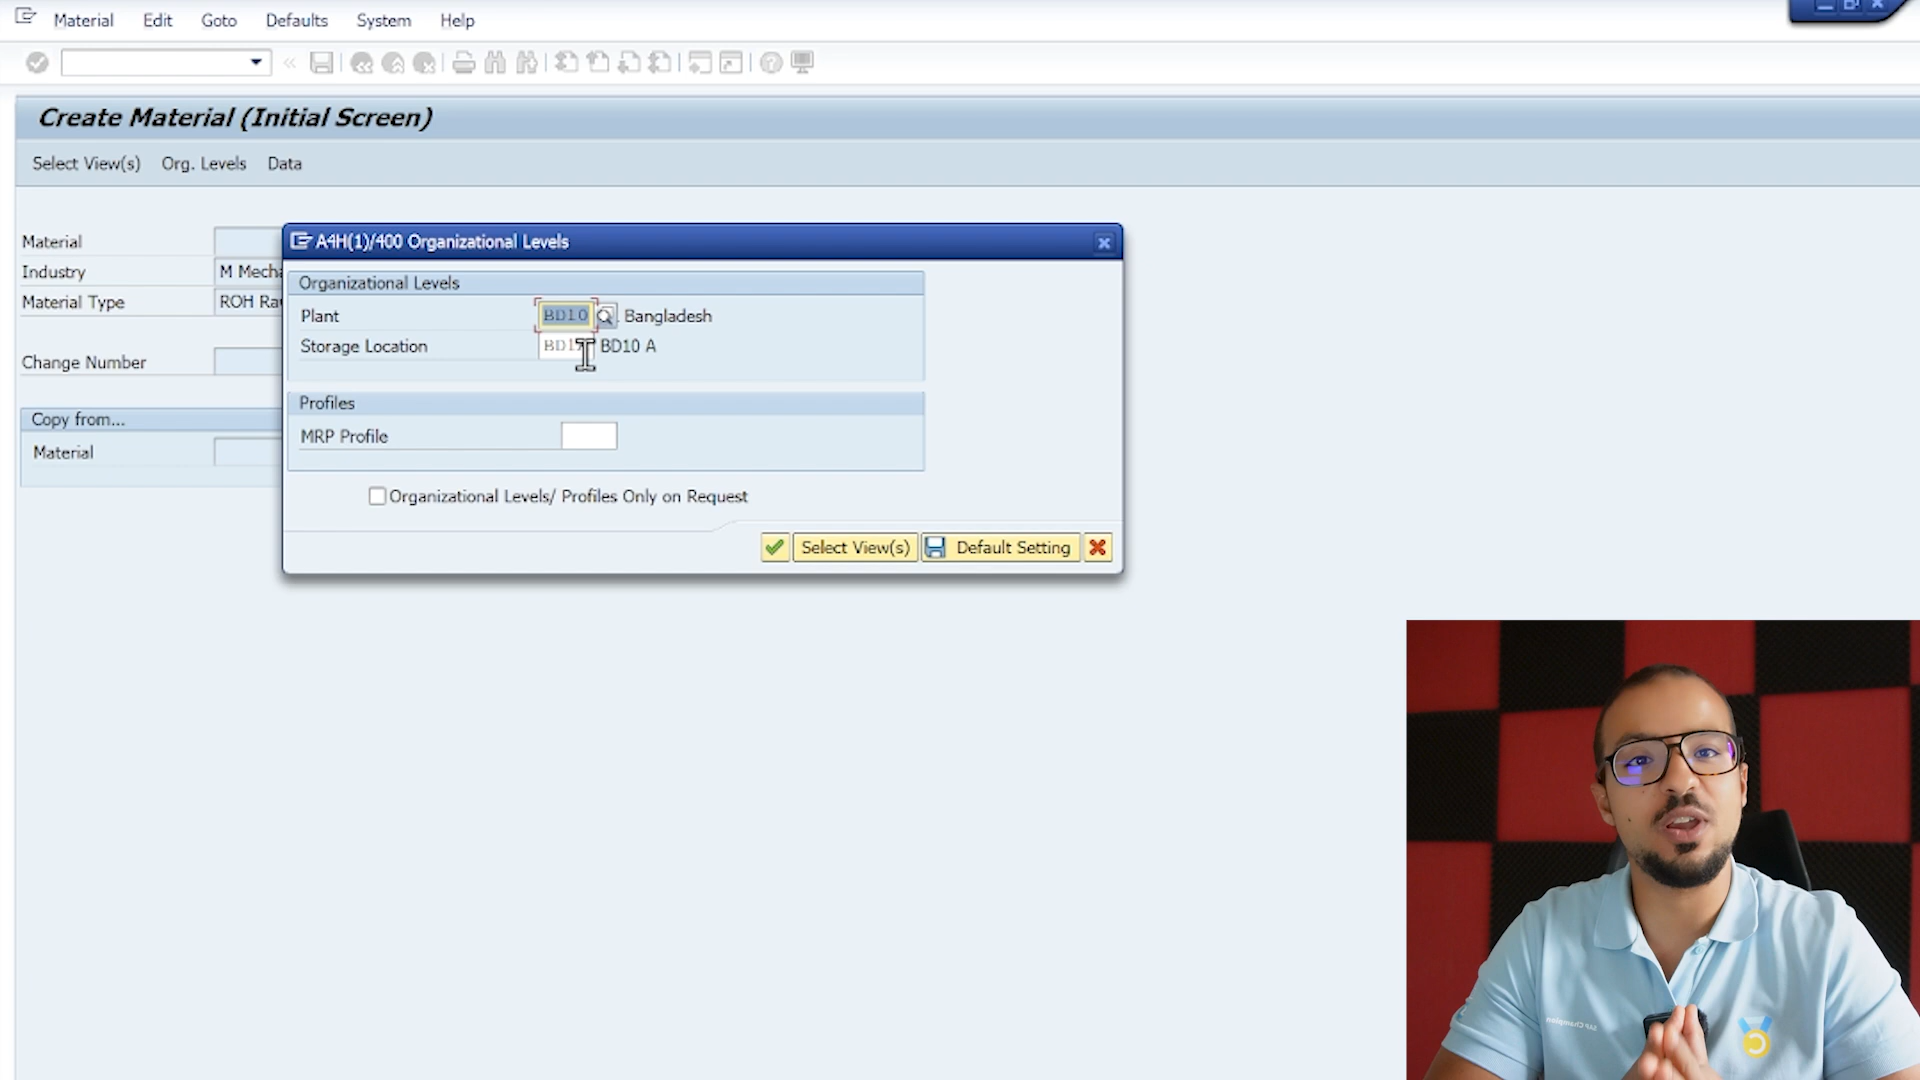 Material Edit Goto Defaults System Help
Create Material (Initial Screen)
Select View(s) Org. Levels Data
Material
Industry M Mecha
Material Type ROH Ra
Change Number
Copy from...
Material
A4H(1)/400 Organizational Levels
Organizational Levels
Plant BD10 Bangladesh
Storage Location BD10 A
Profiles
MRP Profile
Organizational Levels/ Profiles Only on Request
Select View(s) Default Setting